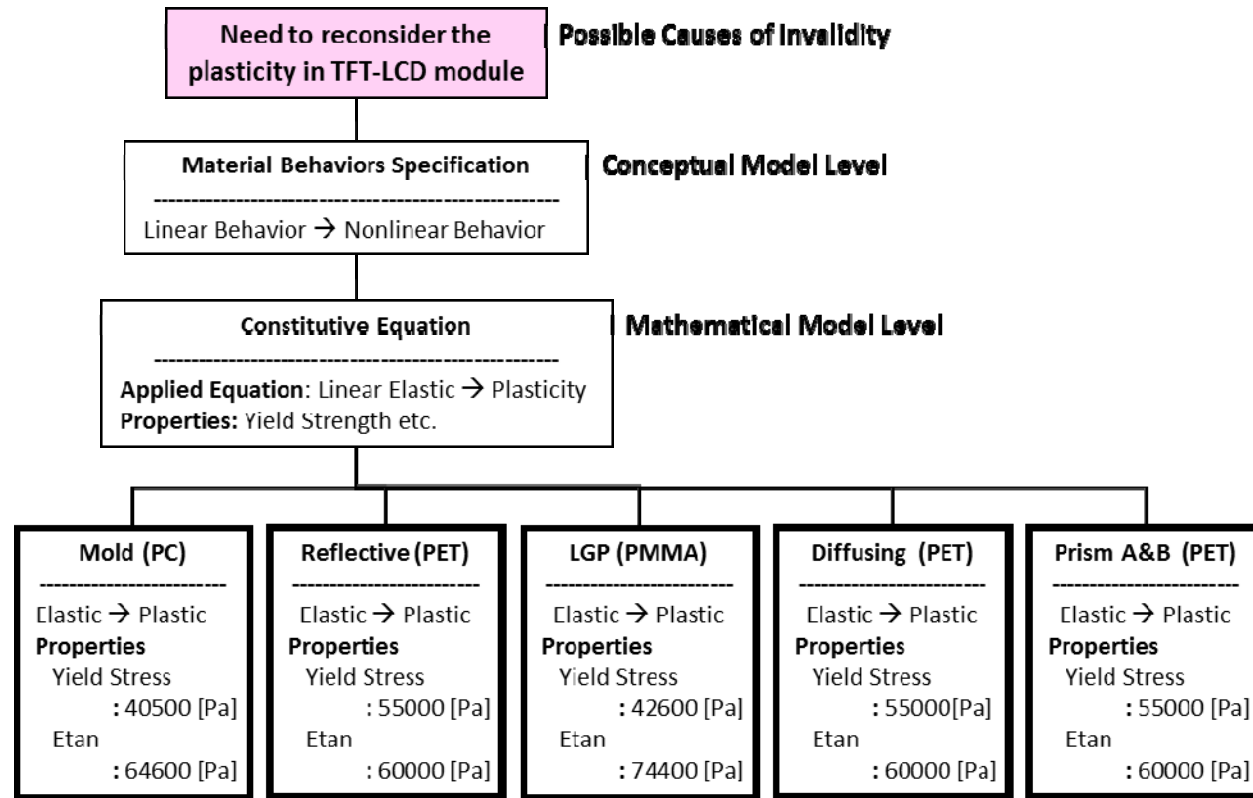 Need to reconsider the
plasticity in TFT-LCD module
Possible Causes of Invalidity
Material Behaviors Specification
Conceptual Model Level
----------------------------------------------------
Linear Behavior → Nonlinear Behavior
Constitutive Equation
Mathematical Model Level
----------------------------------------------------
Applied Equation: Linear Elastic → Plasticity
Properties: Yield Strength etc.
Mold (PC)
------------------------
Elastic → Plastic
Properties
Yield Stress
: 40500 [Pa]
Etan
: 64600 [Pa]
Reflective (PET)
------------------------
Elastic → Plastic
Properties
Yield Stress
: 55000 [Pa]
Etan
: 60000 [Pa]
LGP (PMMA)
------------------------
Elastic → Plastic
Properties
Yield Stress
: 42600 [Pa]
Etan
: 74400 [Pa]
Diffusing (PET)
------------------------
Elastic → Plastic
Properties
Yield Stress
: 55000[Pa]
Etan
: 60000 [Pa]
Prism A&B (PET)
------------------------
Elastic → Plastic
Properties
Yield Stress
: 55000 [Pa]
Etan
: 60000 [Pa]